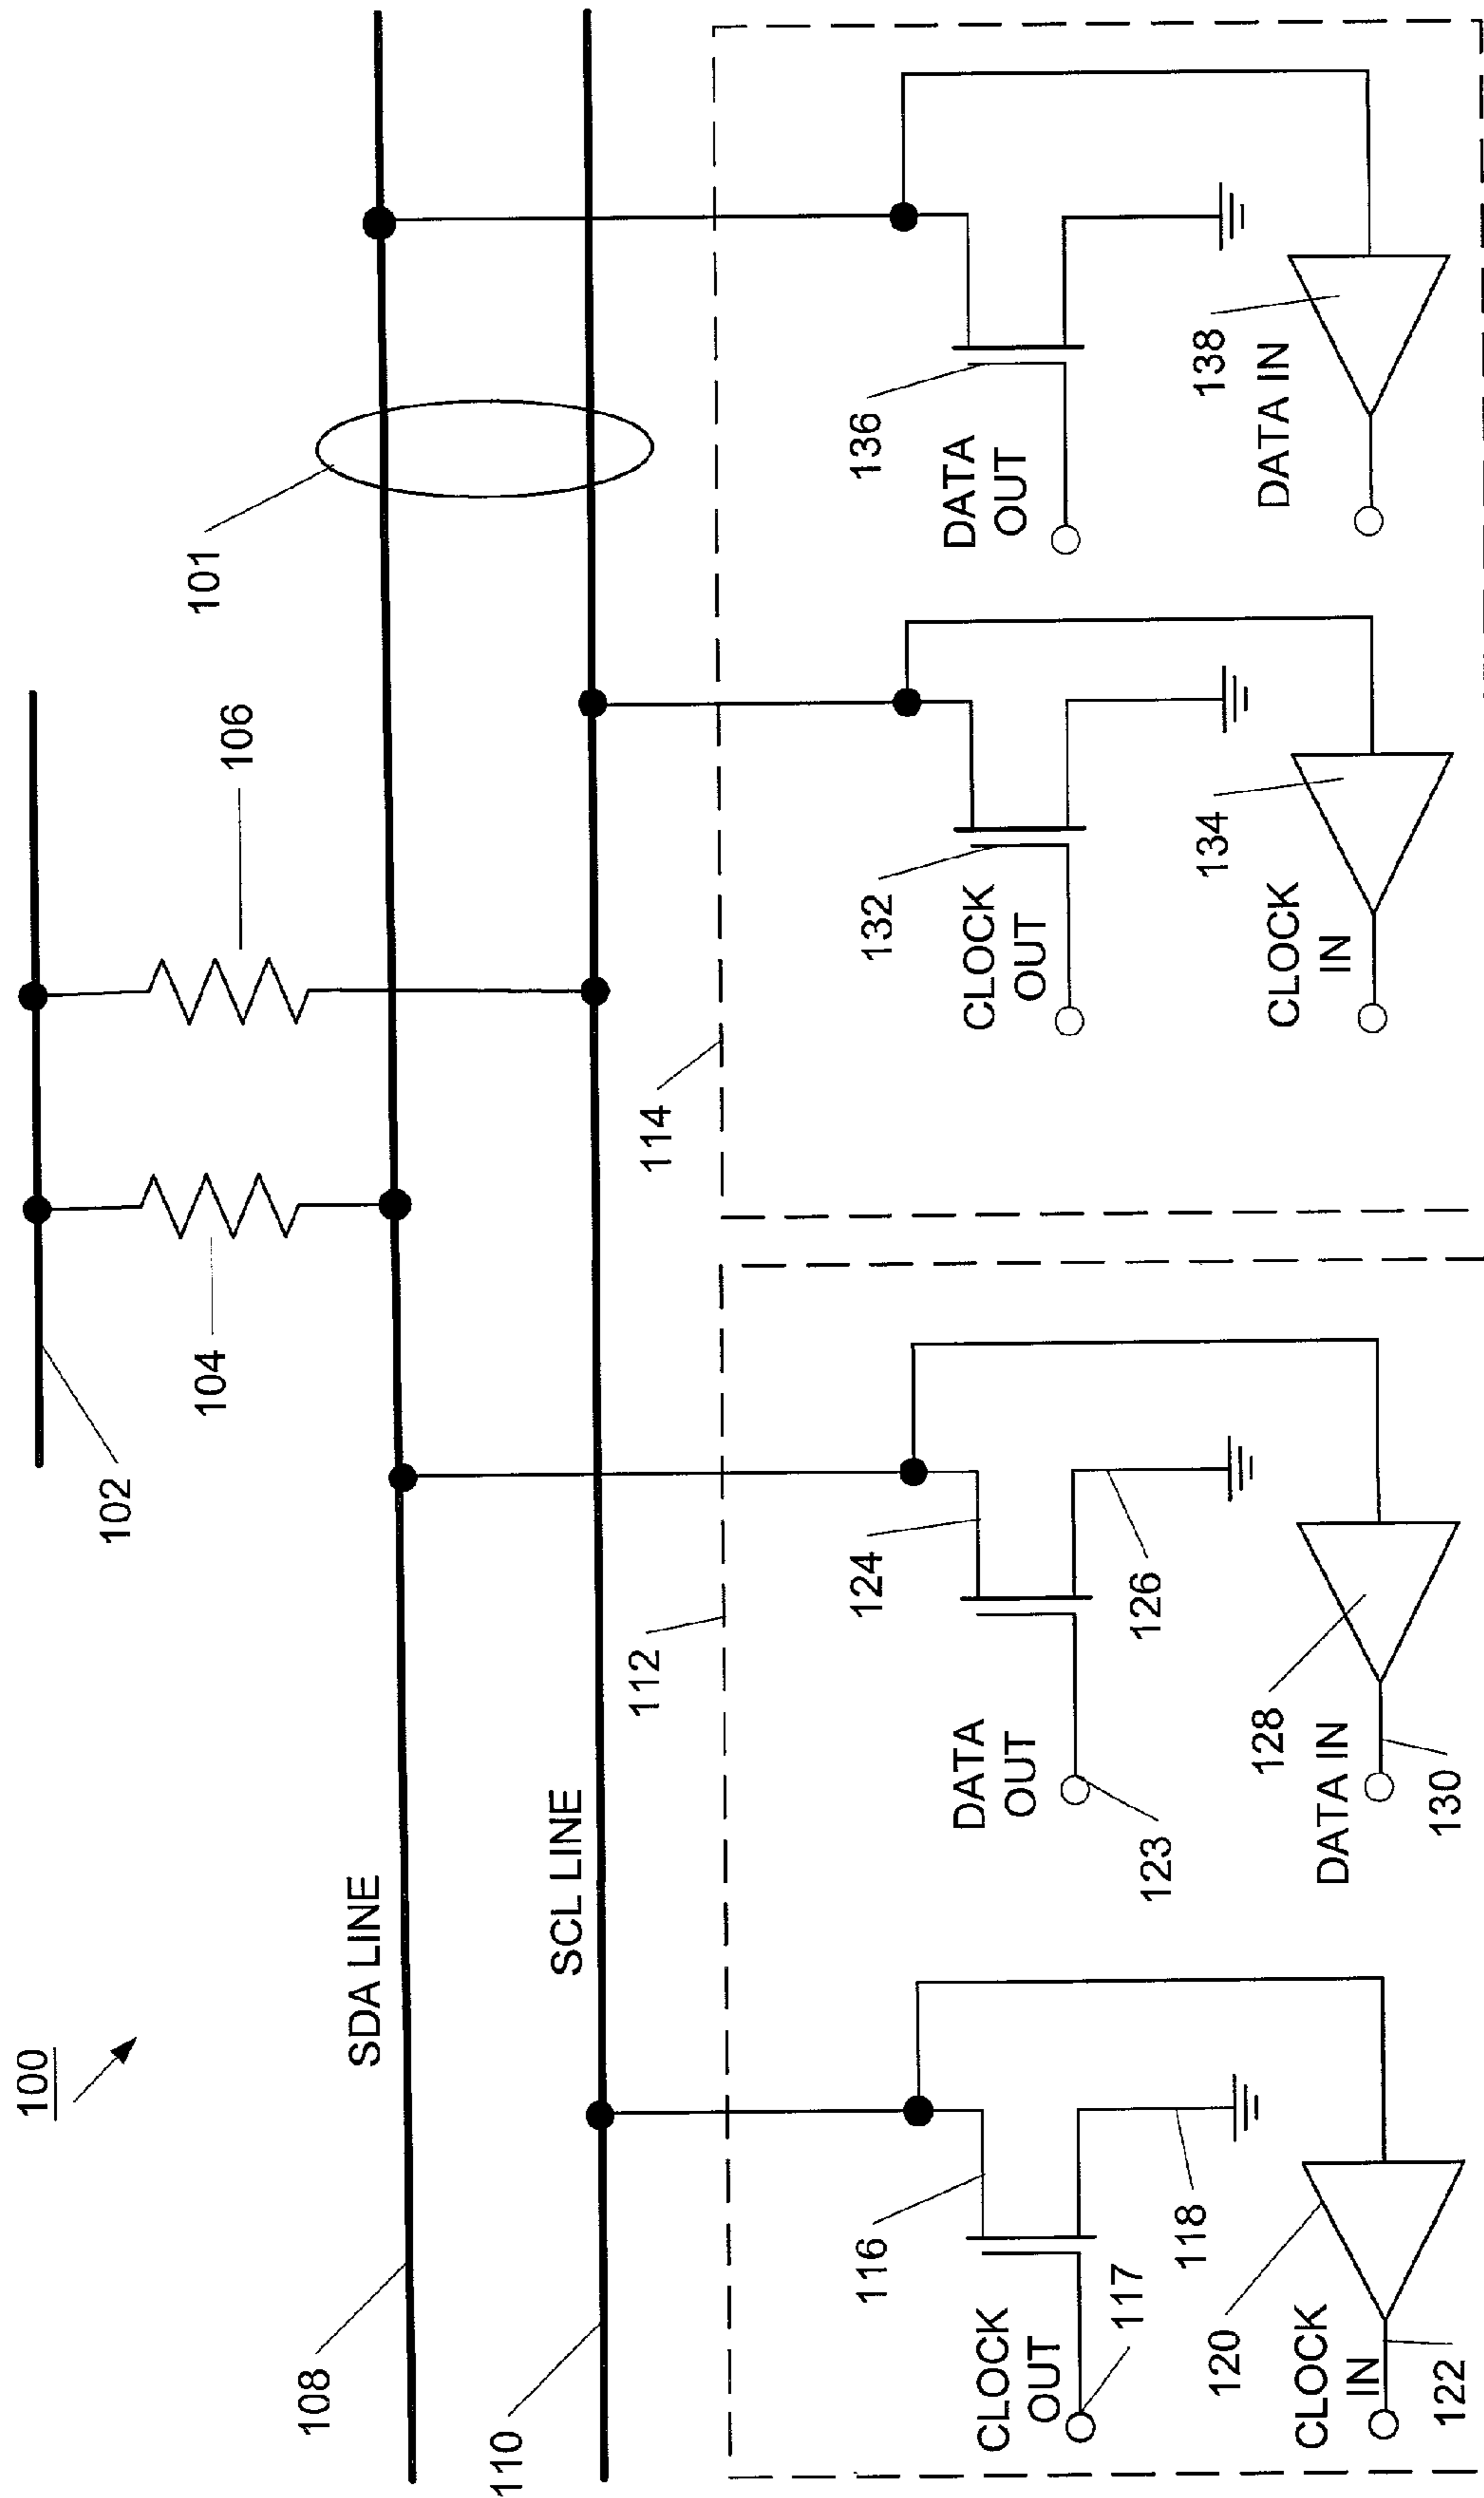 100
102
104
106
101
108
SDA LINE
110
SCL LINE
112
114
116
CLOCK
OUT
117
118
120
CLOCK
IN
122
124
DATA
OUT
123
126
128
DATA IN
130
132
CLOCK
OUT
134
CLOCK
IN
136
DATA
OUT
138
DATA IN